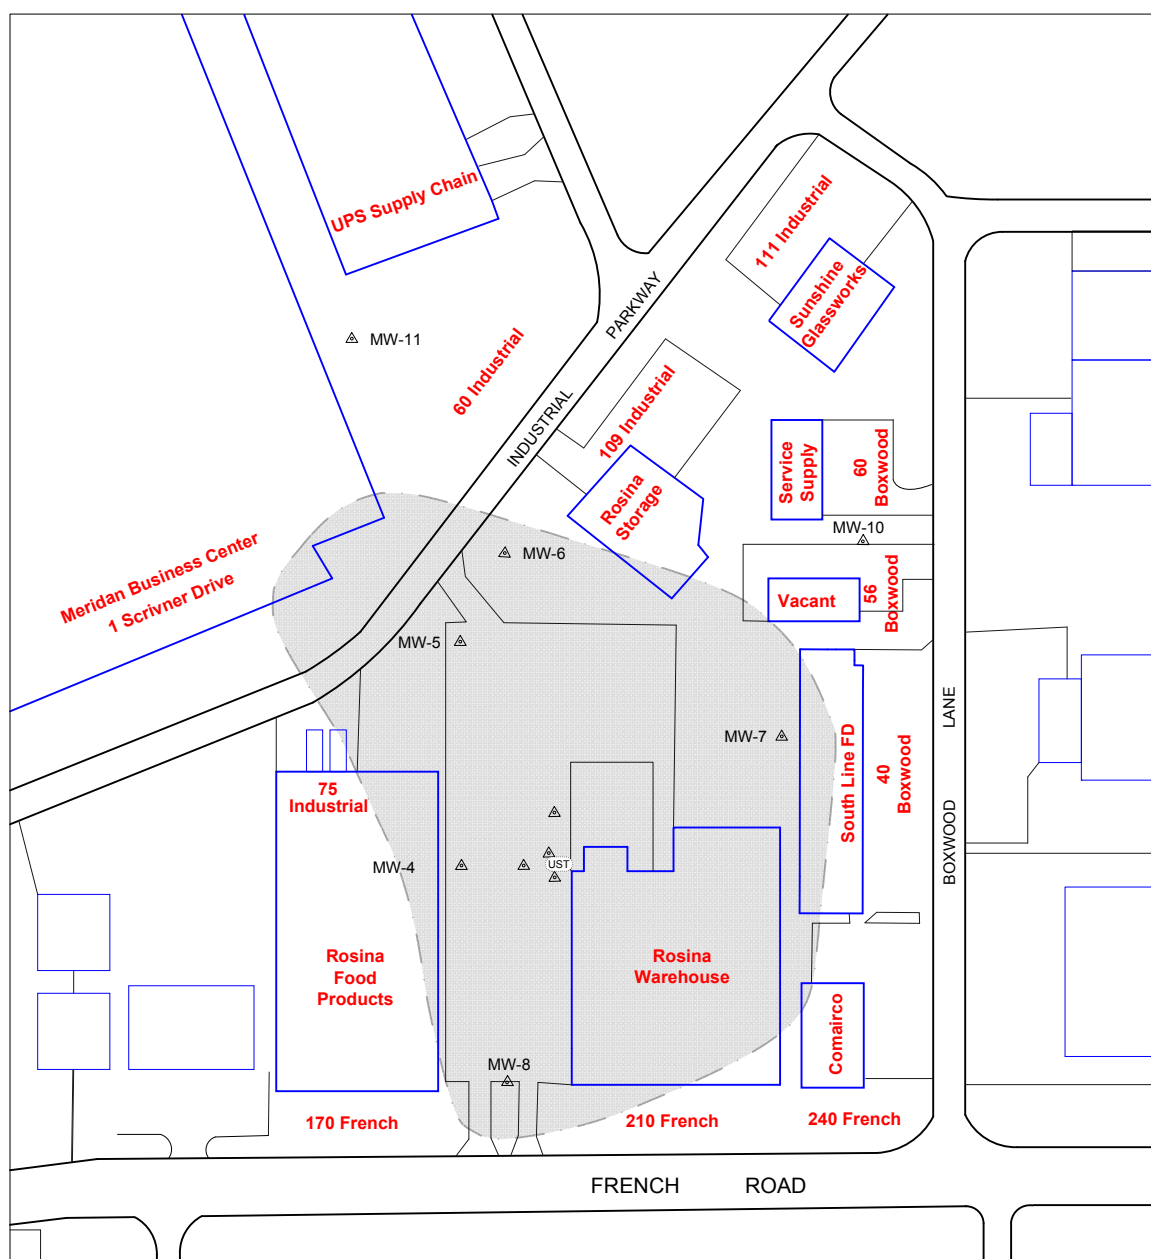 UPS Supply Chain
111 Industrial
Sunshine
Glassworks
PARKWAY
MW-11
60 Industrial
INDUSTRIAL
109 Industrial
Rosina
Storage
Service
Supply
60
Boxwood
MW-10
MW-6
Meridan Business Center
1 Scrivner Drive
Vacant
56
Boxwood
MW-5
LANE
MW-7
South Line FD
40
Boxwood
75
Industrial
BOXWOOD
MW-4
UST
Rosina
Food
Products
Rosina
Warehouse
Comairco
MW-8
170 French
210 French
240 French
FRENCH ROAD